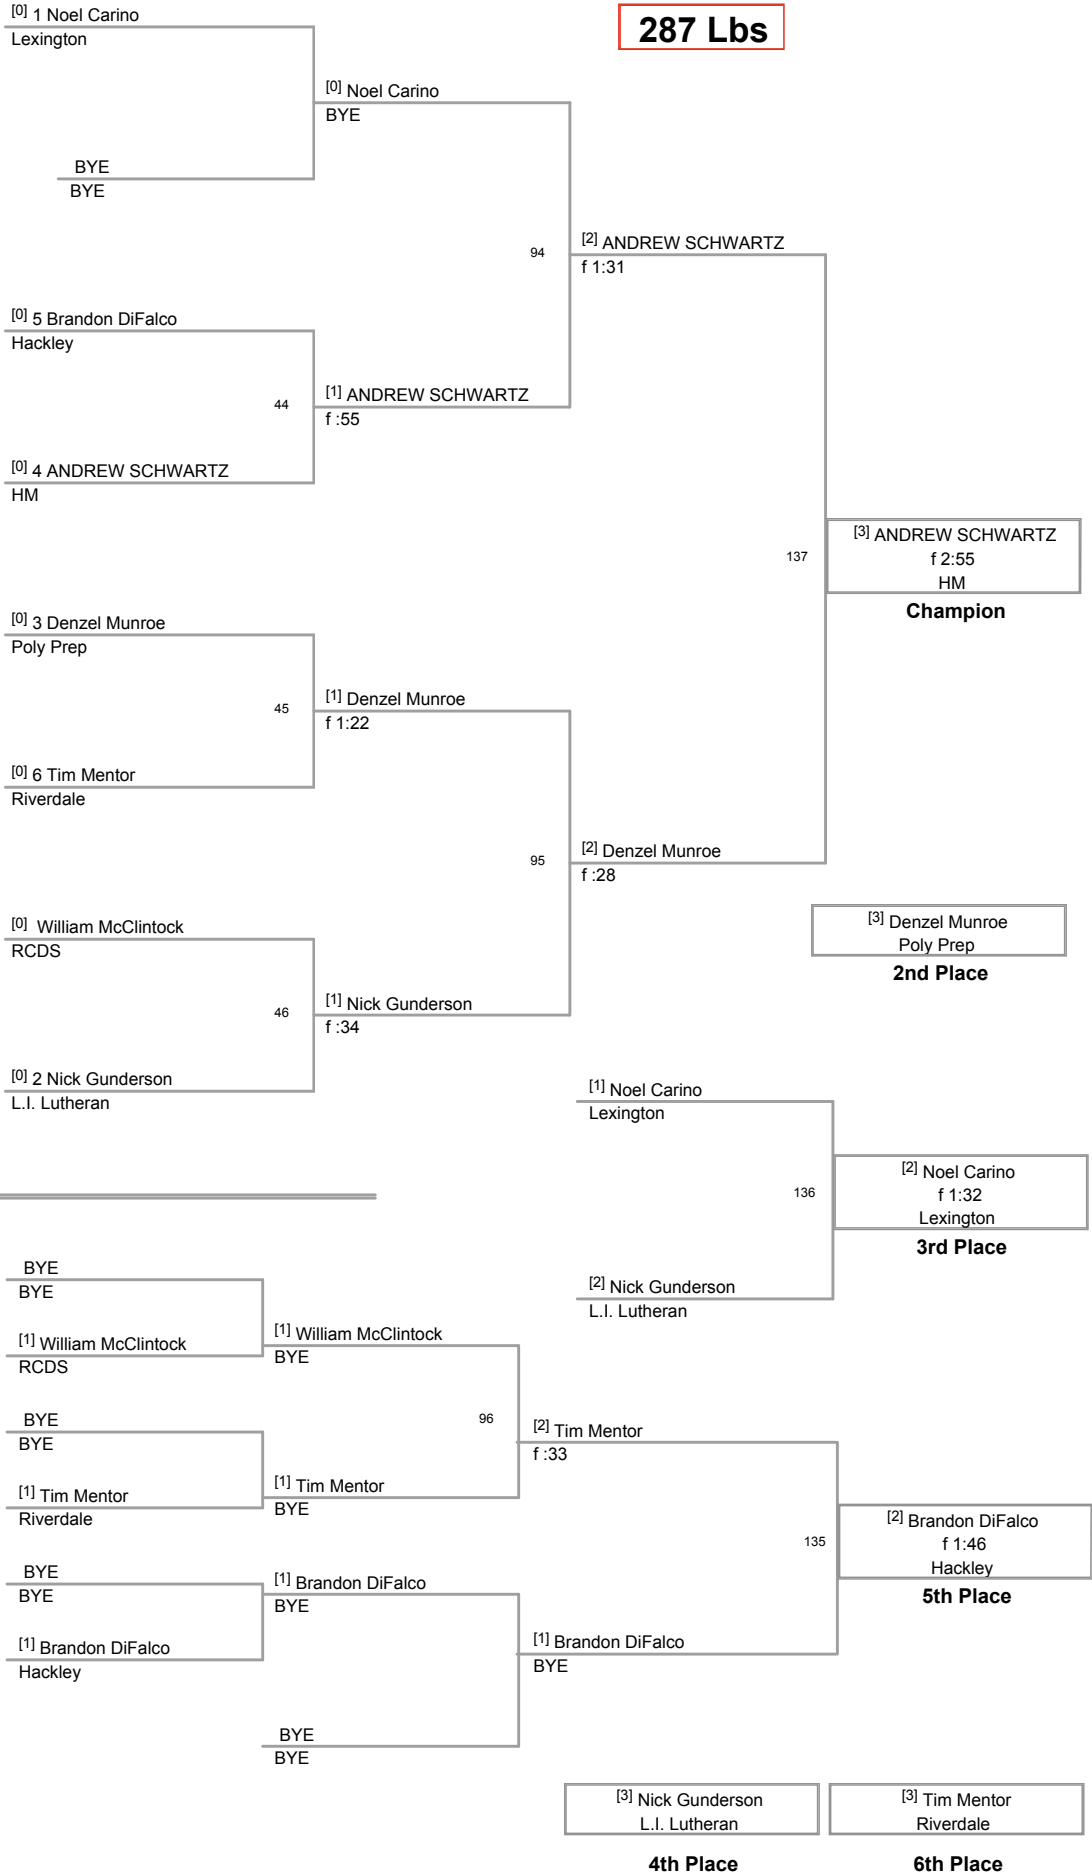 287 Lbs
[0] 1 Noel Carino
Lexington
[0] Noel Carino
BYE
BYE
BYE
94
[2] ANDREW SCHWARTZ
f 1:31
[0] 5 Brandon DiFalco
Hackley
44
[1] ANDREW SCHWARTZ
f :55
[0] 4 ANDREW SCHWARTZ
HM
137
[3] ANDREW SCHWARTZ
f 2:55
HM
Champion
[0] 3 Denzel Munroe
Poly Prep
45
[1] Denzel Munroe
f 1:22
[0] 6 Tim Mentor
Riverdale
95
[2] Denzel Munroe
f :28
[0] William McClintock
RCDS
[3] Denzel Munroe
Poly Prep
2nd Place
46
[1] Nick Gunderson
f :34
[0] 2 Nick Gunderson
L.I. Lutheran
[1] Noel Carino
Lexington
136
[2] Noel Carino
f 1:32
Lexington
3rd Place
[2] Nick Gunderson
L.I. Lutheran
BYE
BYE
[1] William McClintock
RCDS
[1] William McClintock
BYE
96
BYE
BYE
[2] Tim Mentor
f :33
[1] Tim Mentor
Riverdale
[1] Tim Mentor
BYE
135
[2] Brandon DiFalco
f 1:46
Hackley
5th Place
BYE
BYE
[1] Brandon DiFalco
BYE
[1] Brandon DiFalco
Hackley
[1] Brandon DiFalco
BYE
BYE
BYE
[3] Nick Gunderson
L.I. Lutheran
4th Place
[3] Tim Mentor
Riverdale
6th Place